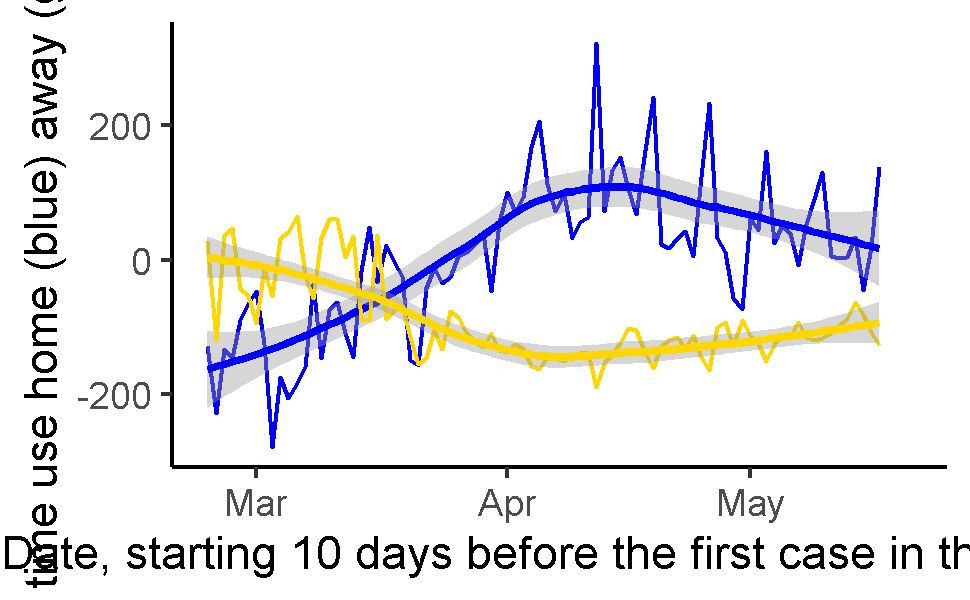 time use home (blue) away (
200
0
-200
Mar
Apr
May
Date, starting 10 days before the first case in th